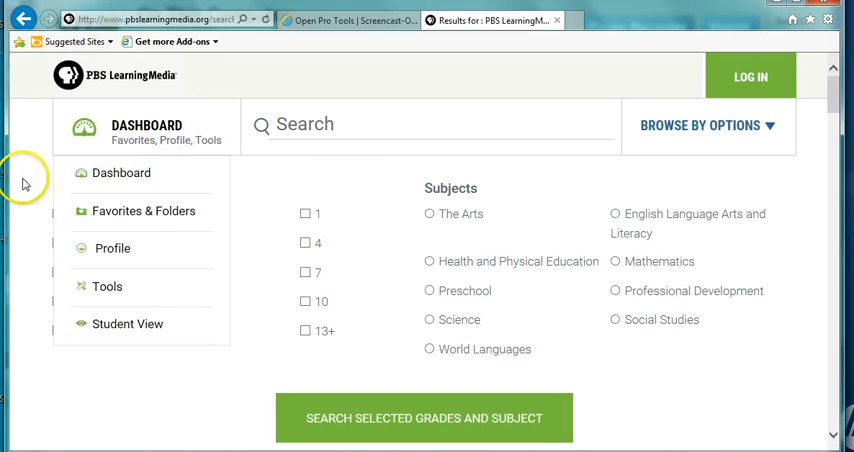 http://www.pbslearningmedia.org/search
Open Pro Tools | Screencast-O...
Results for : PBS LearningM...
Suggested Sites
Get more Add-ons
PBS LearningMedia
LOG IN
DASHBOARD
Favorites, Profile, Tools
Search
BROWSE BY OPTIONS
Dashboard
Favorites & Folders
Profile
Tools
Student View
1
4
7
10
13+
Subjects
The Arts
English Language Arts and
Literacy
Health and Physical Education
Mathematics
Preschool
Professional Development
Science
Social Studies
World Languages
SEARCH SELECTED GRADES AND SUBJECT